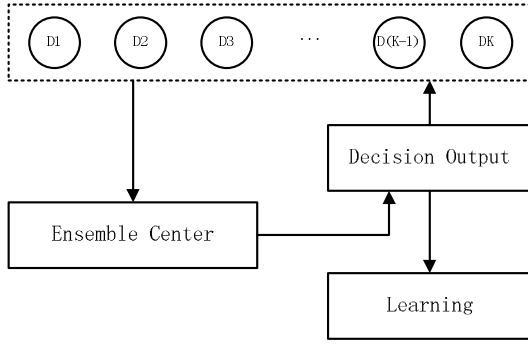 D1 D2 D3 ... D(K-1) DK
Decision Output
Ensemble Center
Learning